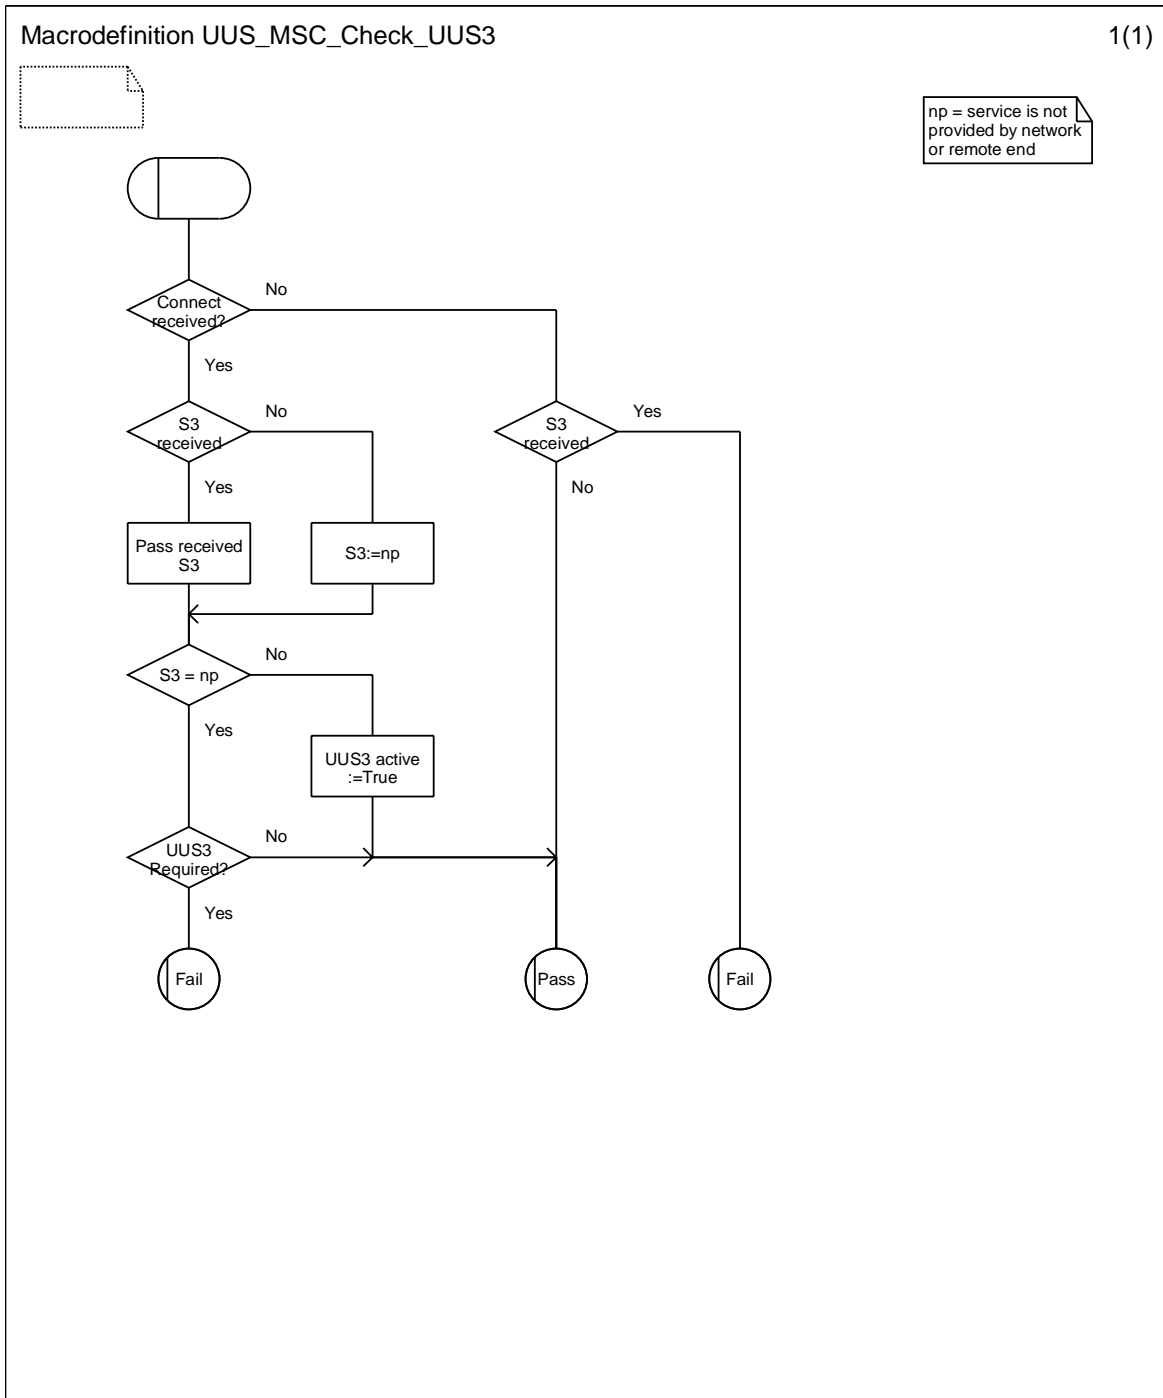 Macrodefinition UUS_MSC_Check_UUS3
1(1)
np = service is not
provided by network
or remote end
Connect
received?
No
Yes
S3
received
No
S3
received
Yes
Yes
No
Pass received
S3
S3:=np
S3 = np
No
Yes
UUS3 active
:=True
UUS3
Required?
No
Yes
Fail
Pass
Fail